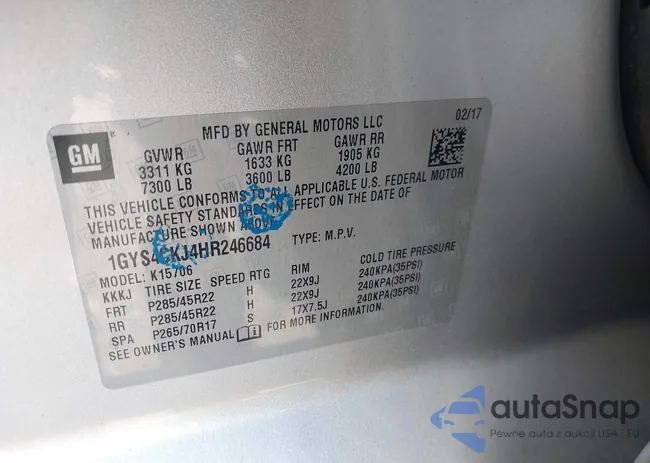 GM
MFD BY GENERAL MOTORS LLC
02/17
GVWR GAWR FRT GAWR RR
3311 KG 1633 KG 1905 KG
7300 LB 3600 LB 4200 LB
THIS VEHICLE CONFORMS TO ALL APPLICABLE U.S. FEDERAL MOTOR
VEHICLE SAFETY STANDARDS IN EFFECT ON THE DATE OF
MANUFACTURE SHOWN ABOVE.
1GYS4CKJ4HR246684 TYPE: M.P.V.
MODEL: K15706
KKKJ TIRE SIZE SPEED RTG RIM COLD TIRE PRESSURE
FRT P285/45R22 H 22X9J 240KPA(35PSI)
RR P285/45R22 H 22X9J 240KPA(35PSI)
SPA P265/70R17 S 17X7.5J 240KPA(35PSI)
SEE OWNER'S MANUAL FOR MORE INFORMATION.
autaSnap
Pewne auta z aukcji USA i EU